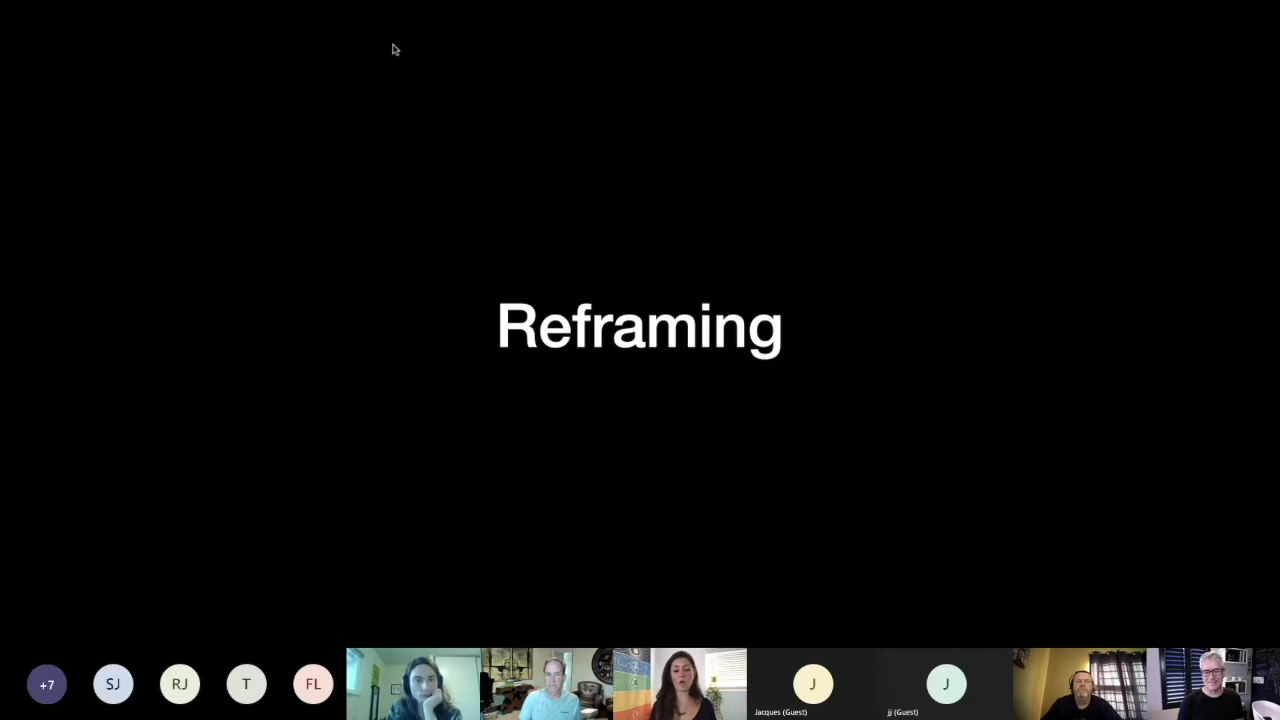 Reframing
+7
SJ
RJ
T
FL
J
Jacques (Guest)
J
jj (Guest)